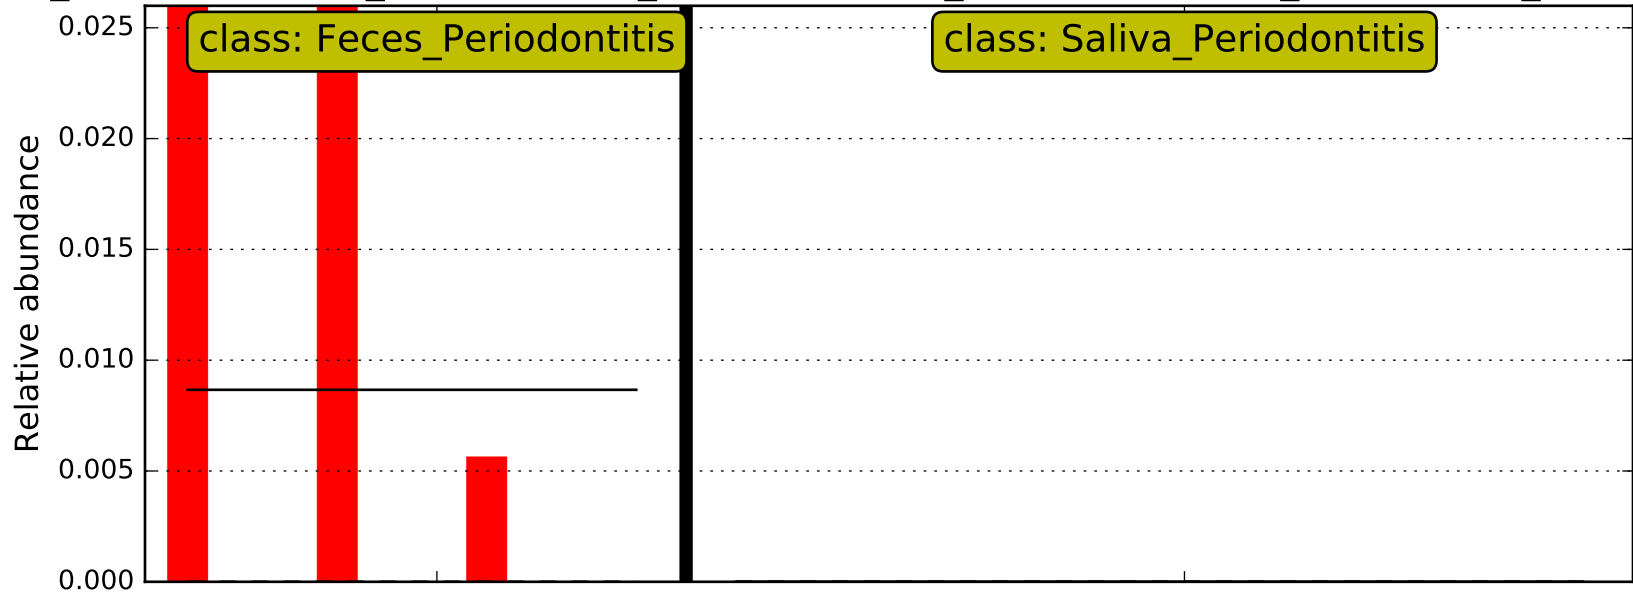 0.025
class: Feces_Periodontitis
class: Saliva_Periodontitis
0.020
0.015
0.010
0.005
0.000
Relative abundance